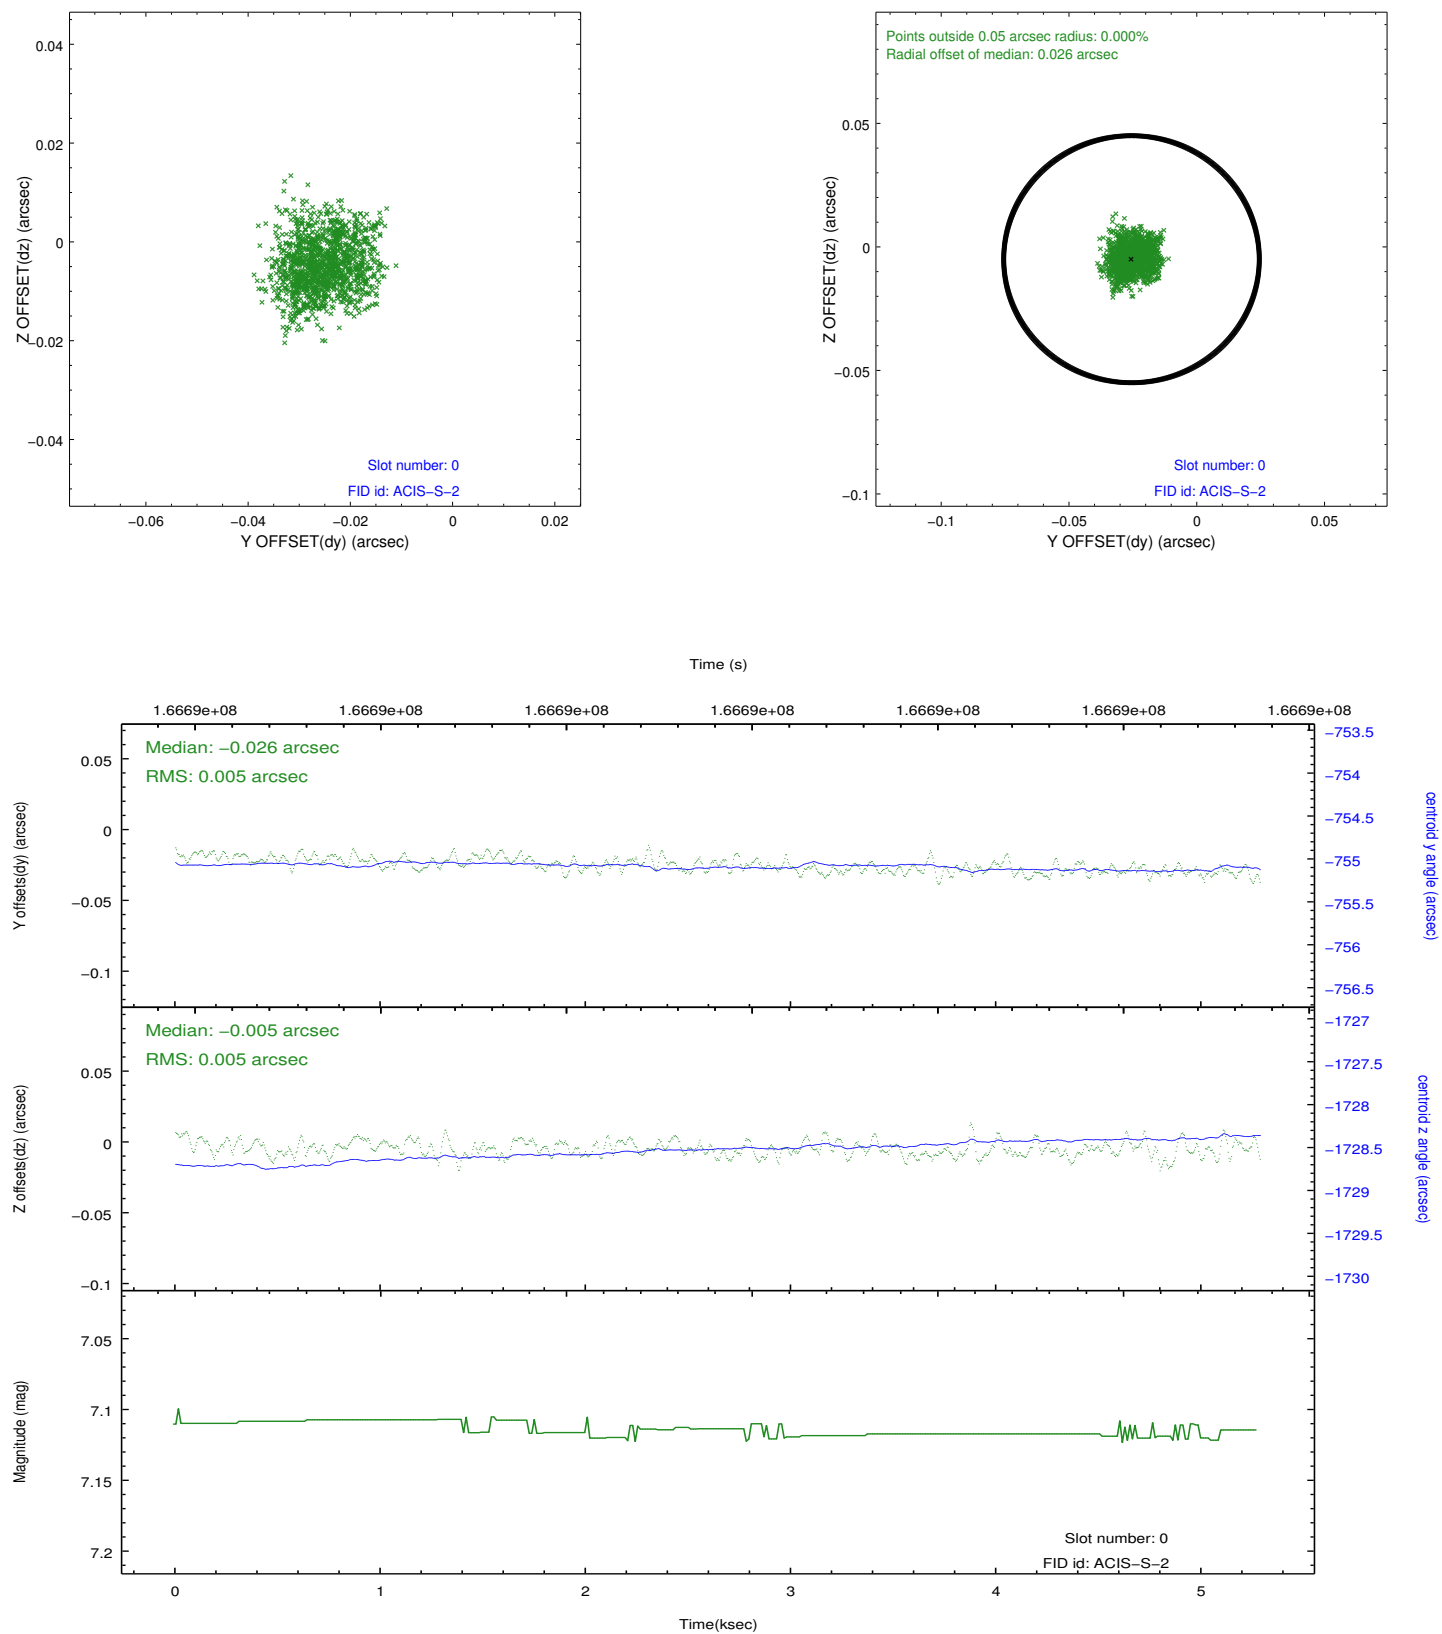 0.04
0.02
0
−0.02
−0.04
Z OFFSET(dz) (arcsec)
Slot number: 0
FID id: ACIS−S−2
−0.06
−0.04
−0.02
0
0.02
Y OFFSET(dy) (arcsec)
Points outside 0.05 arcsec radius: 0.000%
Radial offset of median: 0.026 arcsec
0.05
0
−0.05
−0.1
Z OFFSET(dz) (arcsec)
Slot number: 0
FID id: ACIS−S−2
−0.1
−0.05
0
0.05
Y OFFSET(dy) (arcsec)
Time (s)
1.6669e+08
1.6669e+08
1.6669e+08
1.6669e+08
1.6669e+08
1.6669e+08
1.6669e+08
Median: −0.026 arcsec
RMS: 0.005 arcsec
0.05
0
−0.05
−0.1
Y offsets(dy) (arcsec)
−753.5
−754
−754.5
−755
−755.5
−756
−756.5
centroid y angle (arcsec)
Median: −0.005 arcsec
RMS: 0.005 arcsec
0.05
0
−0.05
−0.1
Z offsets(dz) (arcsec)
−1727
−1727.5
−1728
−1728.5
−1729
−1729.5
−1730
centroid z angle (arcsec)
7.05
7.1
7.15
7.2
Magnitude (mag)
Slot number: 0
FID id: ACIS−S−2
0
1
2
3
4
5
Time(ksec)